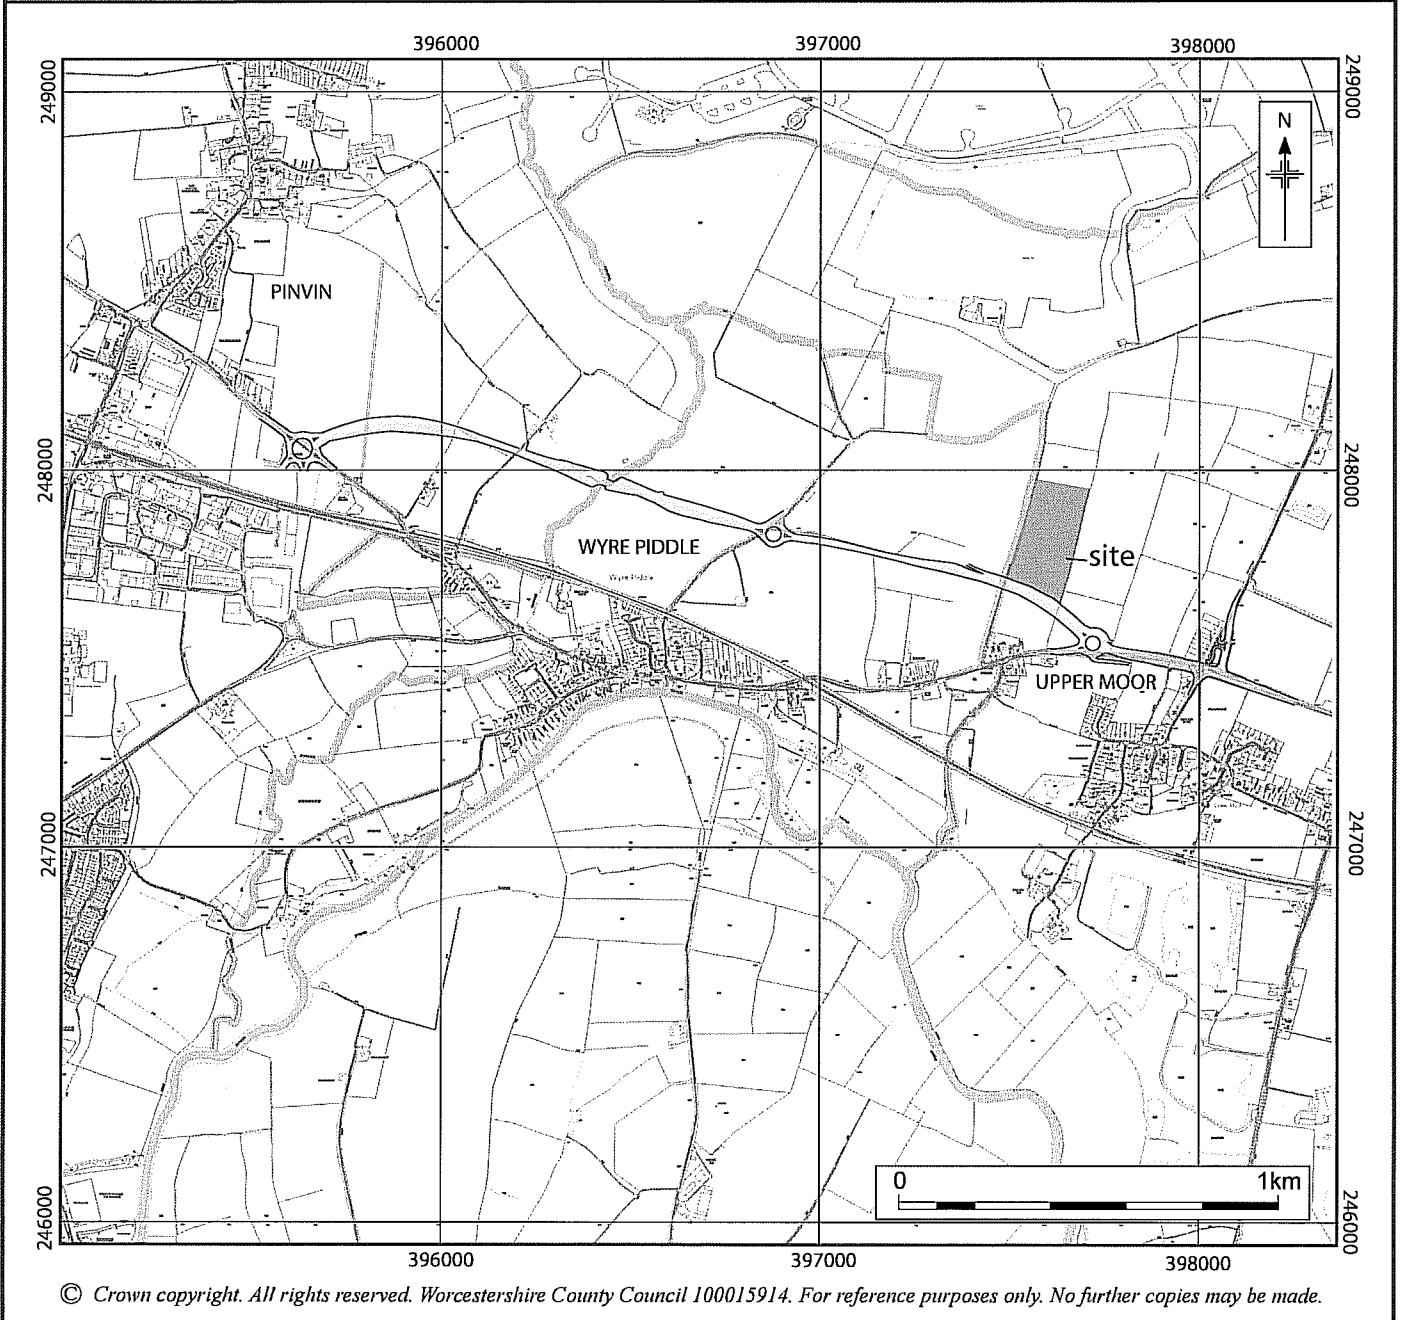 396000 397000 398000
249000 249000
N
PINVIN
248000 248000
WYRE PIDDLE
Wyre Piddle
site
UPPER MOOR
247000 247000
0 1km
246000 246000
396000 397000 398000
© Crown copyright. All rights reserved. Worcestershire County Council 100015914. For reference purposes only. No further copies may be made.